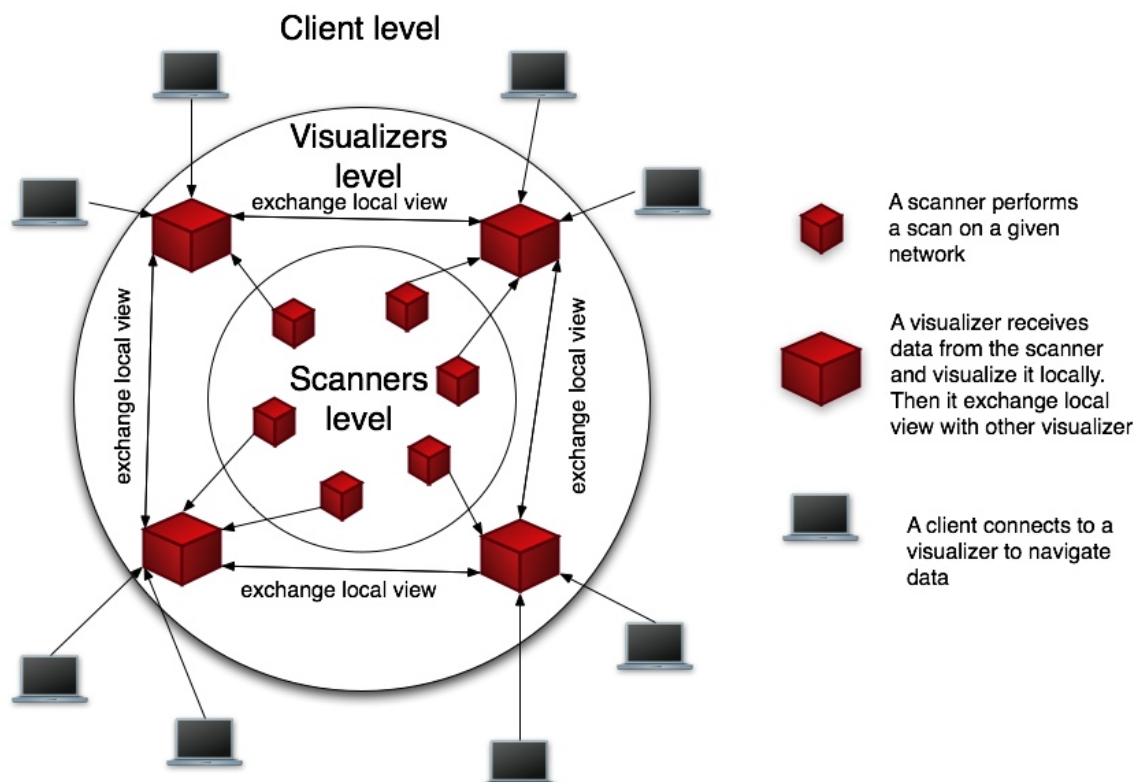 Client level
Visualizers
level
exchange local view
exchange local view
exchange local view
Scanners
level
exchange local view
A scanner performs
a scan on a given
network
A visualizer receives
data from the scanner
and visualize it locally.
Then it exchange local
view with other visualizer
A client connects to a
visualizer to navigate
data